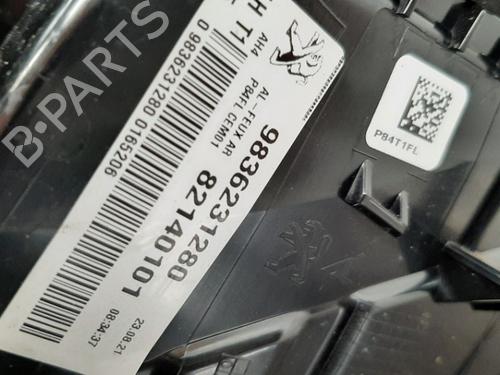 LH T1
AH4
0 9836231280 0165206
AL-FEUX AR
P84FL CEM01
9836231280
82140101
23.08.21
08:34:37
P84T1FL
B-PARTS